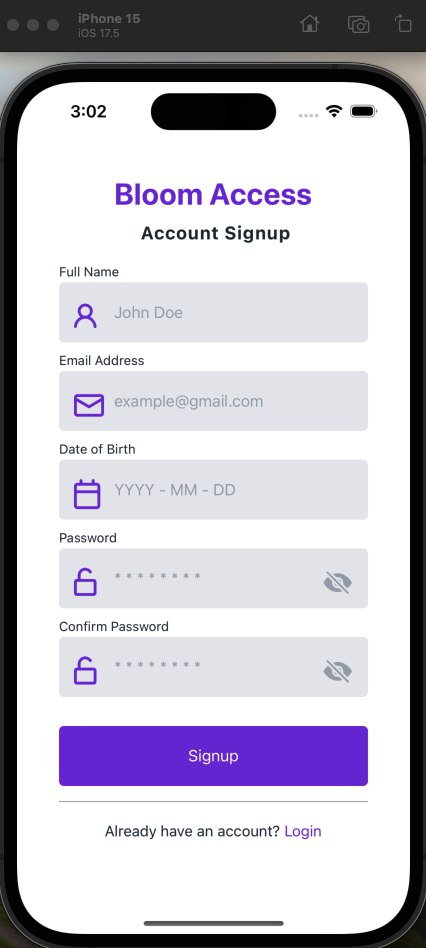 iPhone 15
iOS 17.5
3:02
Bloom Access
Account Signup
Full Name
John Doe
Email Address
example@gmail.com
Date of Birth
YYYY - MM - DD
Password
* * * * * * * *
Confirm Password
* * * * * * * *
Signup
Already have an account? Login